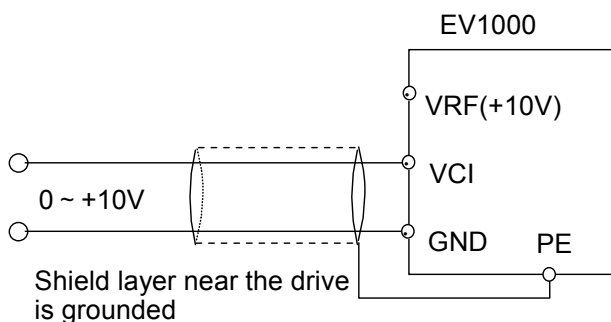 EV1000
VRF(+10V)
VCI
0 ~ +10V
GND
PE
Shield layer near the drive
is grounded